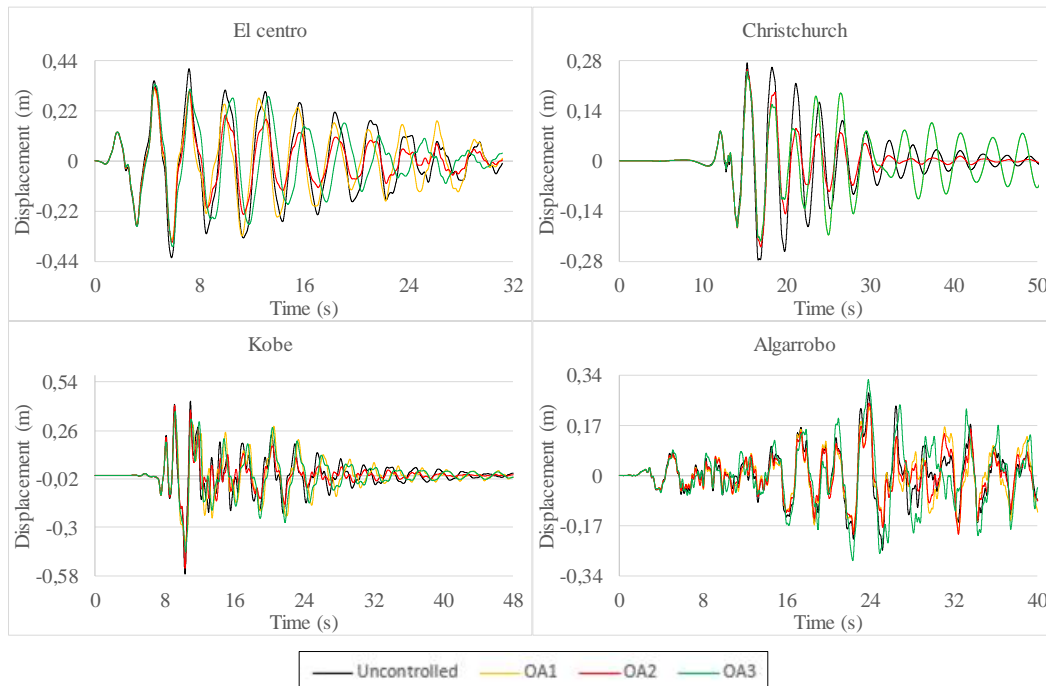 El centro
Displacement (m)
0,44
0,22
0
-0,22
-0,44
0 8 16 24 32
Time (s)
Christchurch
Displacement (m)
0,28
0,14
0
-0,14
-0,28
0 10 20 30 40 50
Time (s)
Kobe
Displacement (m)
0,54
0,26
-0,02
-0,3
-0,58
0 8 16 24 32 40 48
Time (s)
Algarrobo
Displacement (m)
0,34
0,17
0
-0,17
-0,34
0 8 16 24 32 40
Time (s)
Uncontrolled OA1 OA2 OA3